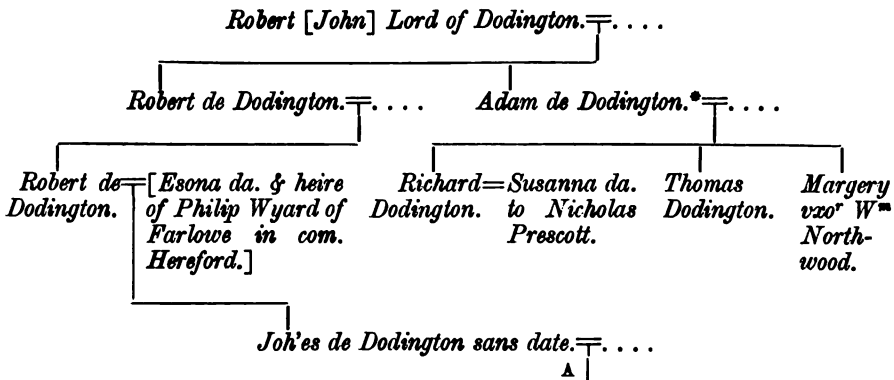 Robert [John] Lord of Dodington. . . . .
Robert de Dodington. . . . .
Adam de Dodington.* . . . .
Robert de
Dodington.
[Esona da. & heire
of Philip Wyard of
Farlowe in com.
Hereford.]
Richard
Dodington.
Susanna da.
to Nicholas
Prescott.
Thomas
Dodington.
Margery
vxoʳ Wᵐ
North-
wood.
Joh'es de Dodington sans date. . . . .
A